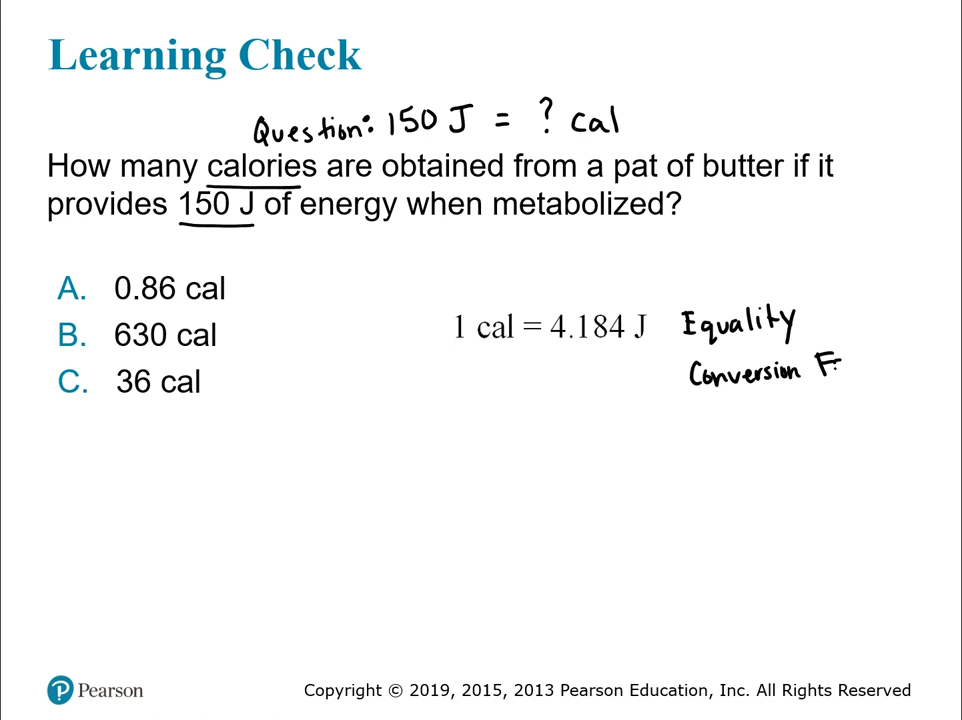 Learning Check
Question: 150 J = ? cal
How many calories are obtained from a pat of butter if it
provides 150 J of energy when metabolized?
A. 0.86 cal
B. 630 cal
C. 36 cal
1 cal = 4.184 J Equality
Conversion F
Pearson
Copyright © 2019, 2015, 2013 Pearson Education, Inc. All Rights Reserved